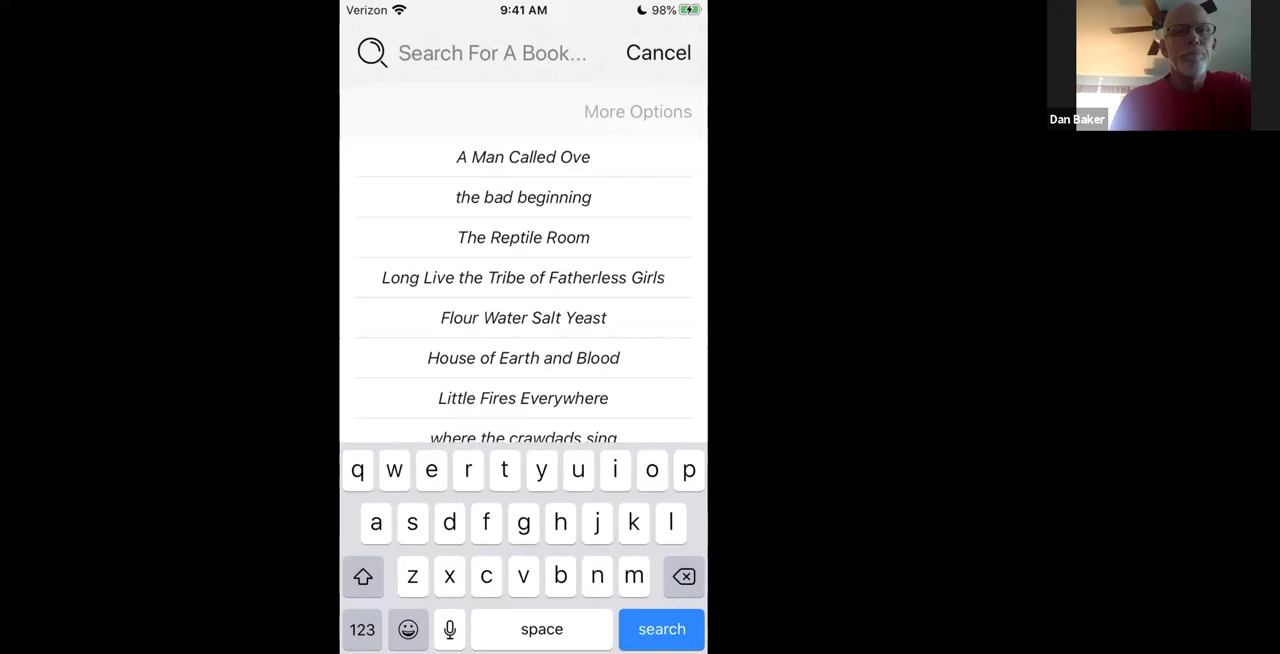 Verizon 9:41 AM 98%
Search For A Book... Cancel
More Options
A Man Called Ove
the bad beginning
The Reptile Room
Long Live the Tribe of Fatherless Girls
Flour Water Salt Yeast
House of Earth and Blood
Little Fires Everywhere
where the crawdads sing
q w e r t y u i o p
a s d f g h j k l
z x c v b n m
123 space search
Dan Baker